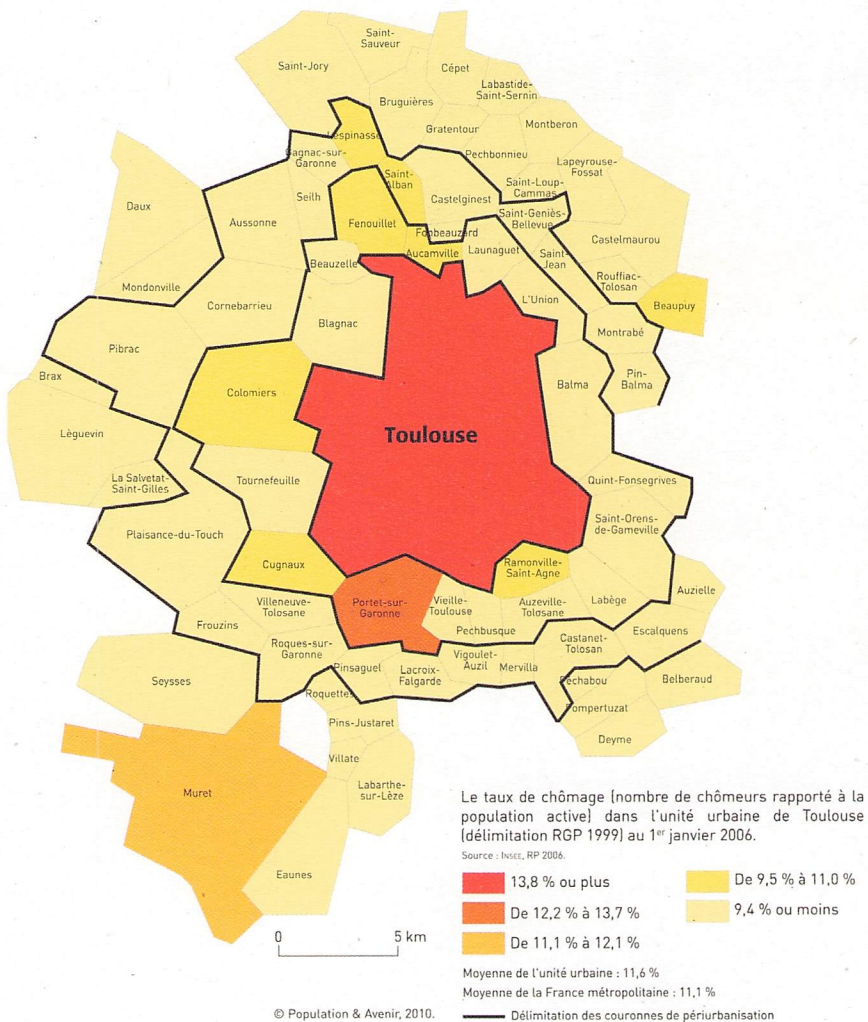 Saint-
Sauveur
Saint-Jory
Cépet
Labastide-
Saint-Sernin
Bruguières
Gratentour
Montberon
Lespinasse
Pechbonnieu
Gagnac-sur-
Garonne
Lapeyrouse-
Fossat
Saint-
Alban
Saint-Loup-
Cammas
Seilh
Castelginest
Daux
Aussonne
Saint-Geniès-
Bellevue
Fenouillet
Fonbeauzard
Castelmaurou
Aucamville
Launaguet
Saint-
Jean
Beauzelle
Rouffiac-
Tolosan
Mondonville
Cornebarrieu
L'Union
Beaupuy
Blagnac
Montrabé
Pibrac
Brax
Pin-
Balma
Balma
Colomiers
Lèguevin
Toulouse
La Salvetat-
Saint-Gilles
Tournefeuille
Quint-Fonsegrives
Saint-Orens-
de-Gameville
Plaisance-du-Touch
Cugnaux
Ramonville-
Saint-Agne
Auzielle
Villeneuve-
Tolosane
Portet-sur-
Garonne
Vieille-
Toulouse
Auzeville-
Tolosane
Labège
Frouzins
Pechbusque
Escalquens
Roques-sur-
Garonne
Castanet-
Tolosan
Vigoulet-
Auzil
Mervilla
Pinsaguel
Lacroix-
Falgarde
Seysses
Péchabou
Belberaud
Roquettes
Pompertuzat
Pins-Justaret
Deyme
Villate
Muret
Labarthe-
sur-Lèze
Eaunes
Le taux de chômage (nombre de chômeurs rapporté à la
population active) dans l'unité urbaine de Toulouse
(délimitation RGP 1999) au 1er janvier 2006.
Source : INSEE, RP 2006.
13,8 % ou plus
De 9,5 % à 11,0 %
De 12,2 % à 13,7 %
9,4 % ou moins
De 11,1 % à 12,1 %
0 5 km
Moyenne de l'unité urbaine : 11,6 %
Moyenne de la France métropolitaine : 11,1 %
© Population & Avenir, 2010.
Délimitation des couronnes de périurbanisation